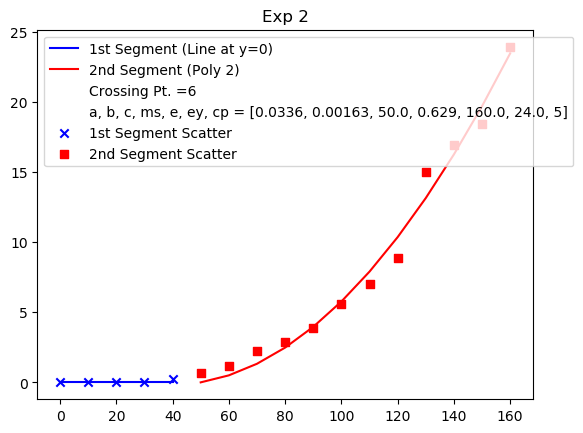 Exp 2
25
20
15
10
5
0
1st Segment (Line at y=0)
2nd Segment (Poly 2)
Crossing Pt. =6
a, b, c, ms, e, ey, cp = [0.0336, 0.00163, 50.0, 0.629, 160.0, 24.0, 5]
1st Segment Scatter
2nd Segment Scatter
0 20 40 60 80 100 120 140 160